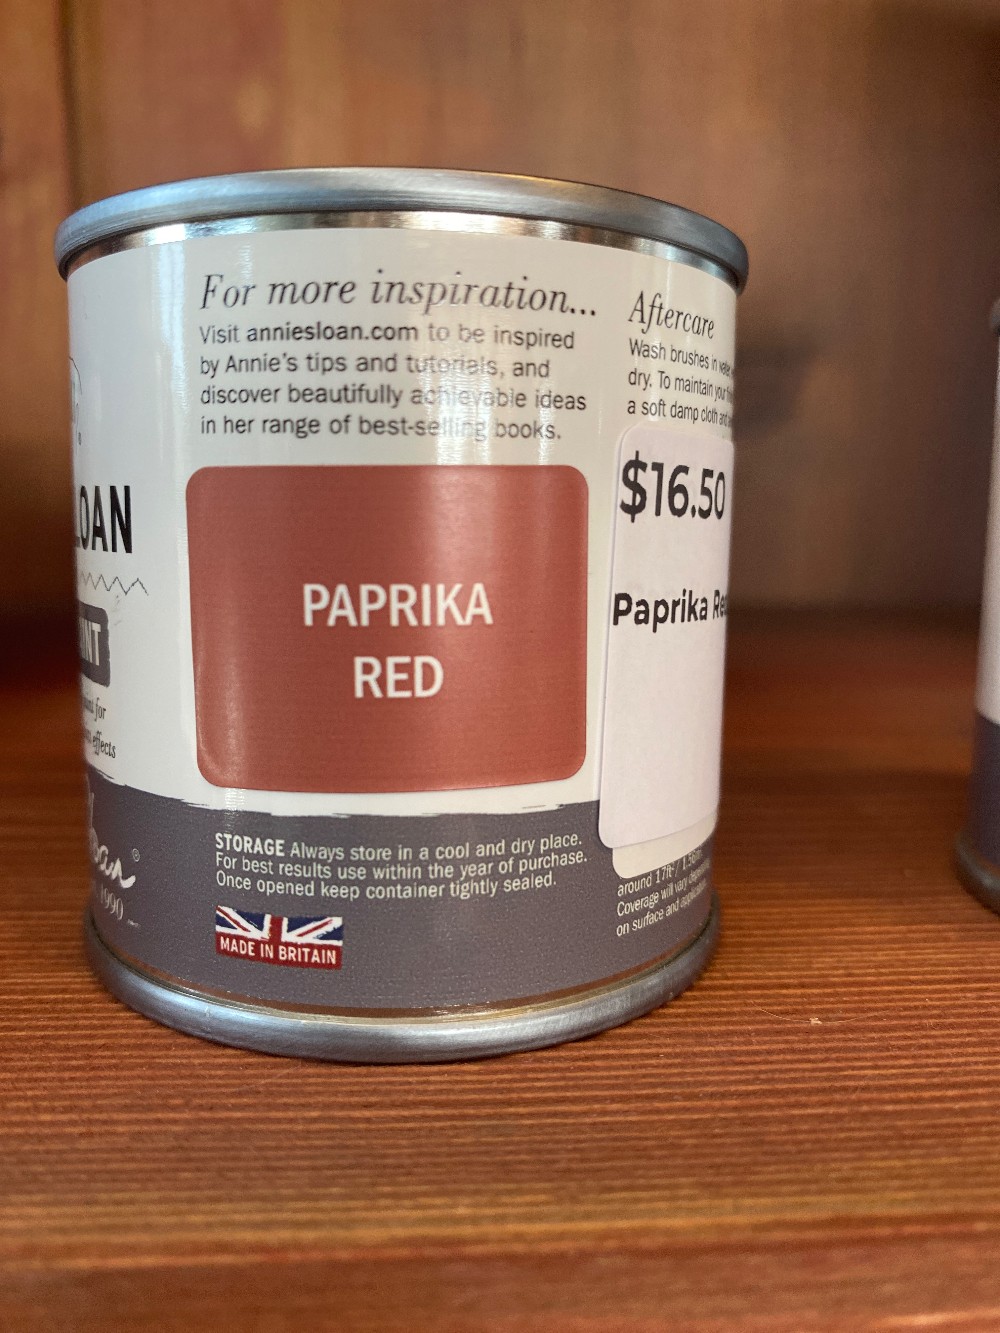 For more inspiration...
Visit anniesloan.com to be inspired
by Annie's tips and tutorials, and
discover beautifully achievable ideas
in her range of best-selling books.
PAPRIKA
RED
STORAGE Always store in a cool and dry place.
For best results use within the year of purchase.
Once opened keep container tightly sealed.
MADE IN BRITAIN
LOAN
for
effects
1990
Aftercare
Wash brushes in
dry. To maintain your
a soft damp cloth and
$16.50
Paprika Re
around 17ft² /
Coverage will vary
on surface and